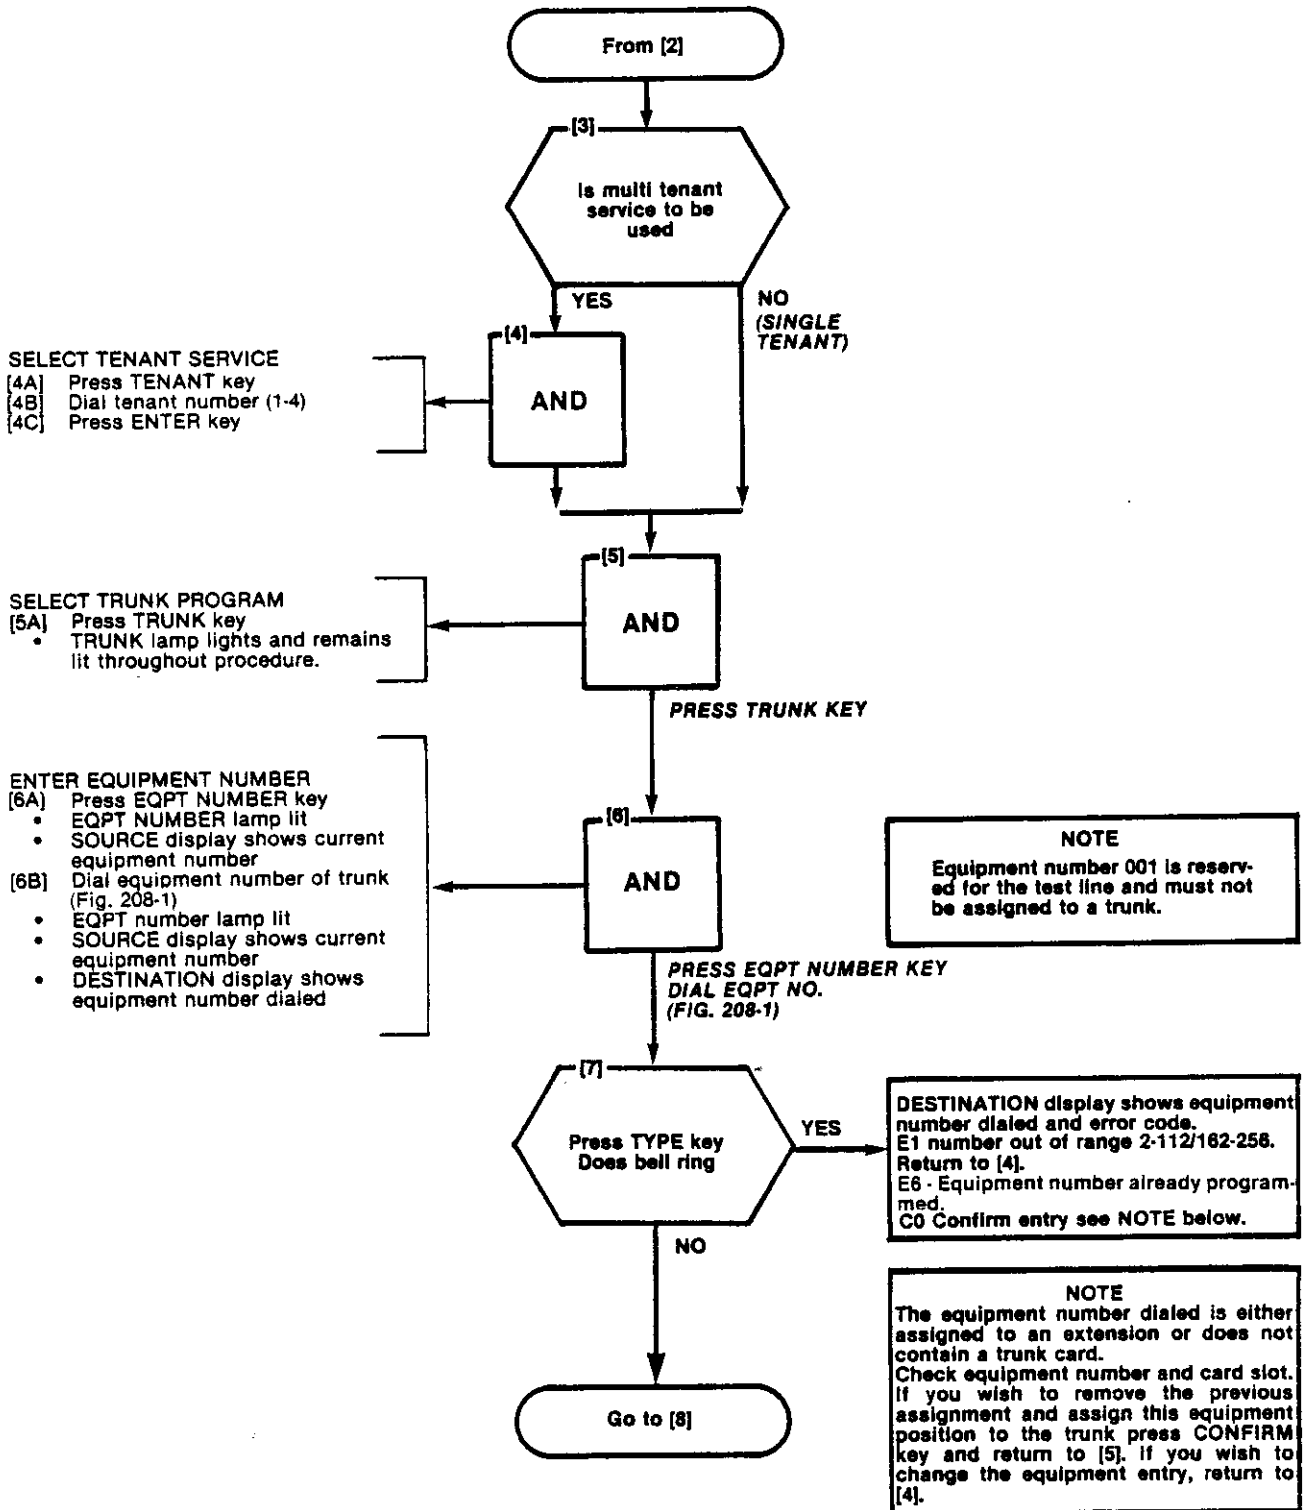 From [2]
[3]
Is multi tenant
service to be
used
YES
NO
(SINGLE
TENANT)
[4]
AND
SELECT TENANT SERVICE
[4A] Press TENANT key
[4B] Dial tenant number (1-4)
[4C] Press ENTER key
[5]
AND
SELECT TRUNK PROGRAM
[5A] Press TRUNK key
• TRUNK lamp lights and remains
lit throughout procedure.
PRESS TRUNK KEY
ENTER EQUIPMENT NUMBER
[6A] Press EQPT NUMBER key
• EQPT NUMBER lamp lit
• SOURCE display shows current
equipment number
[6B] Dial equipment number of trunk
(Fig. 208-1)
• EQPT number lamp lit
• SOURCE display shows current
equipment number
• DESTINATION display shows
equipment number dialed
[6]
AND
NOTE
Equipment number 001 is reserv-
ed for the test line and must not
be assigned to a trunk.
PRESS EQPT NUMBER KEY
DIAL EQPT NO.
(FIG. 208-1)
[7]
Press TYPE key
Does bell ring
YES
DESTINATION display shows equipment
number dialed and error code.
E1 number out of range 2-112/162-256.
Return to [4].
E6 - Equipment number already program-
med.
C0 Confirm entry see NOTE below.
NO
NOTE
The equipment number dialed is either
assigned to an extension or does not
contain a trunk card.
Check equipment number and card slot.
If you wish to remove the previous
assignment and assign this equipment
position to the trunk press CONFIRM
key and return to [5]. If you wish to
change the equipment entry, return to
[4].
Go to [8]